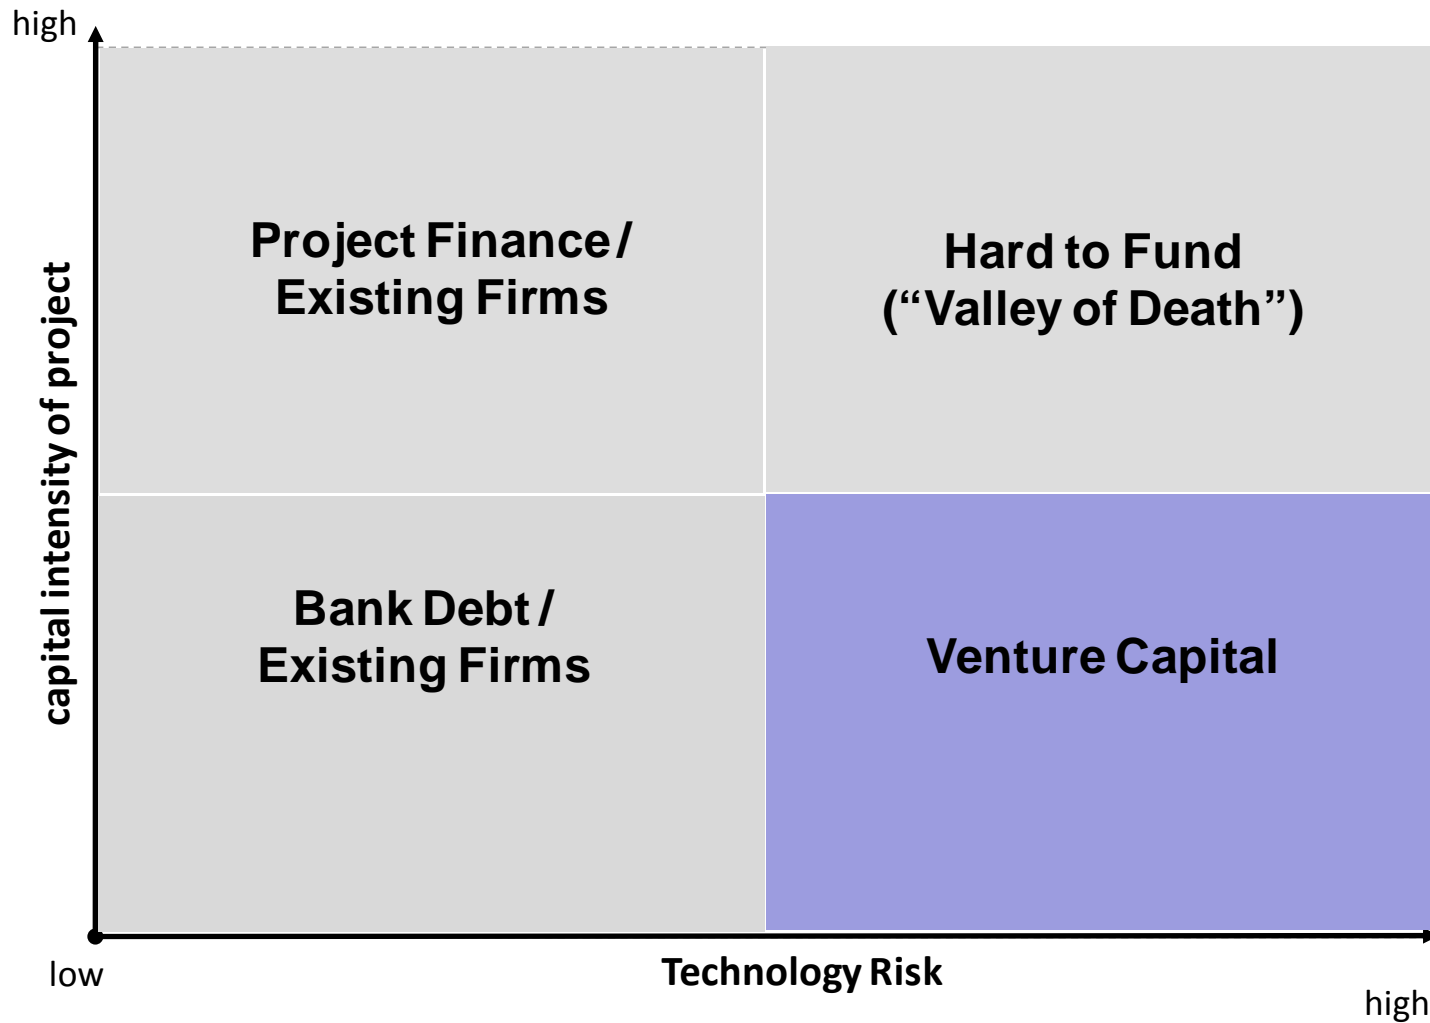 high
Project Finance /
Existing Firms
Hard to Fund
(“Valley of Death”)
capital intensity of project
Bank Debt /
Existing Firms
Venture Capital
low
Technology Risk
high